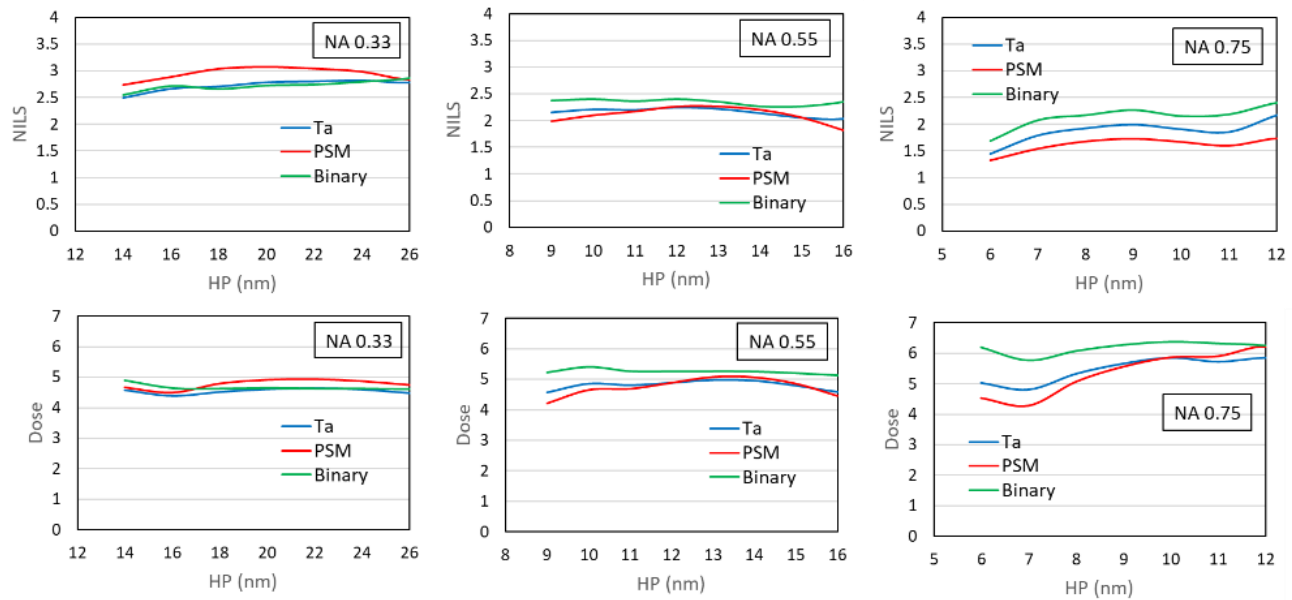 4
3.5
3
2.5
2
1.5
1
0.5
0
NILS
NA 0.33
Ta
PSM
Binary
12 14 16 18 20 22 24 26
HP (nm)
4
3.5
3
2.5
2
1.5
1
0.5
0
NILS
NA 0.55
Ta
PSM
Binary
8 9 10 11 12 13 14 15 16
HP (nm)
4
3.5
3
2.5
2
1.5
1
0.5
0
NILS
NA 0.75
Ta
PSM
Binary
5 6 7 8 9 10 11 12
HP (nm)
7
6
5
4
3
2
1
0
Dose
NA 0.33
Ta
PSM
Binary
12 14 16 18 20 22 24 26
HP (nm)
7
6
5
4
3
2
1
0
Dose
NA 0.55
Ta
PSM
Binary
8 9 10 11 12 13 14 15 16
HP (nm)
7
6
5
4
3
2
1
0
Dose
NA 0.75
Ta
PSM
Binary
5 6 7 8 9 10 11 12
HP (nm)